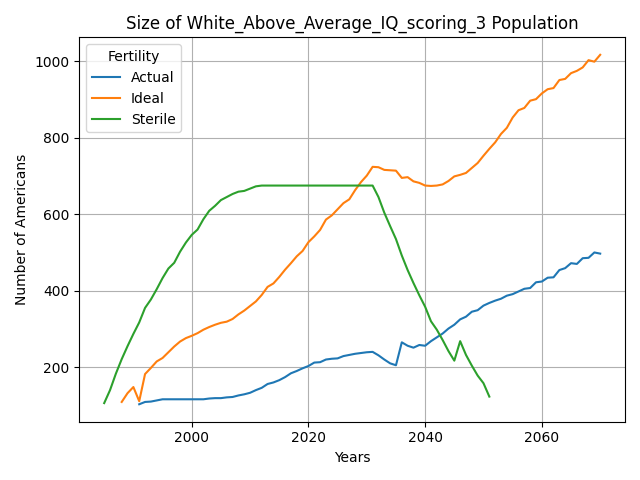 Size of White_Above_Average_IQ_scoring_3 Population
Fertility
Actual
Ideal
Sterile
Number of Americans
1000
800
600
400
200
2000
2020
2040
2060
Years